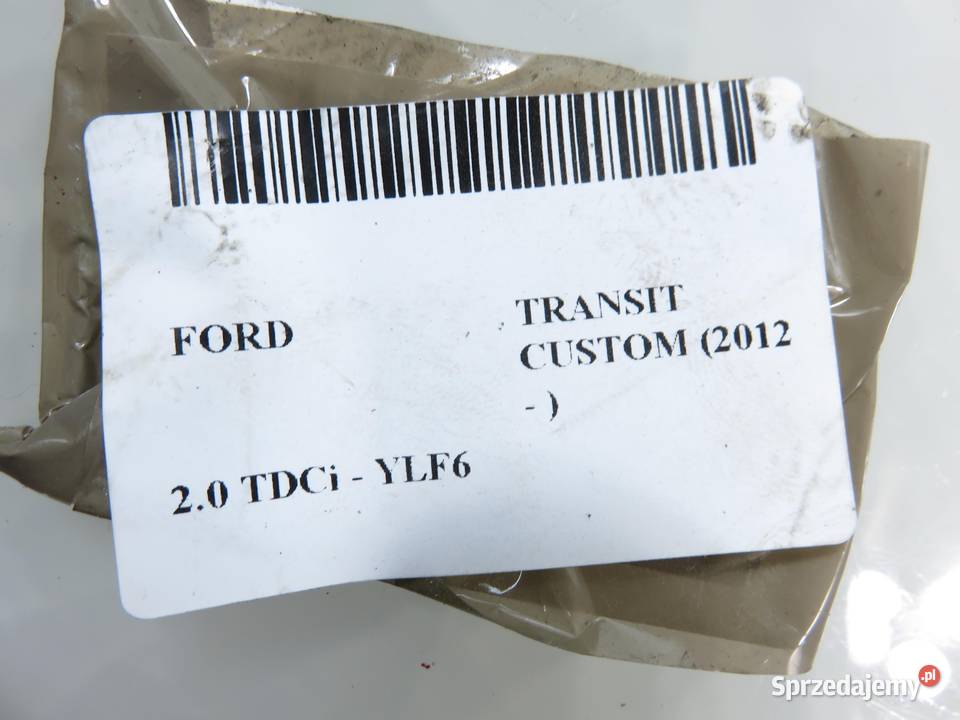 FORD
TRANSIT
CUSTOM (2012
- )
2.0 TDCi - YLF6
Sprzedajemy.pl